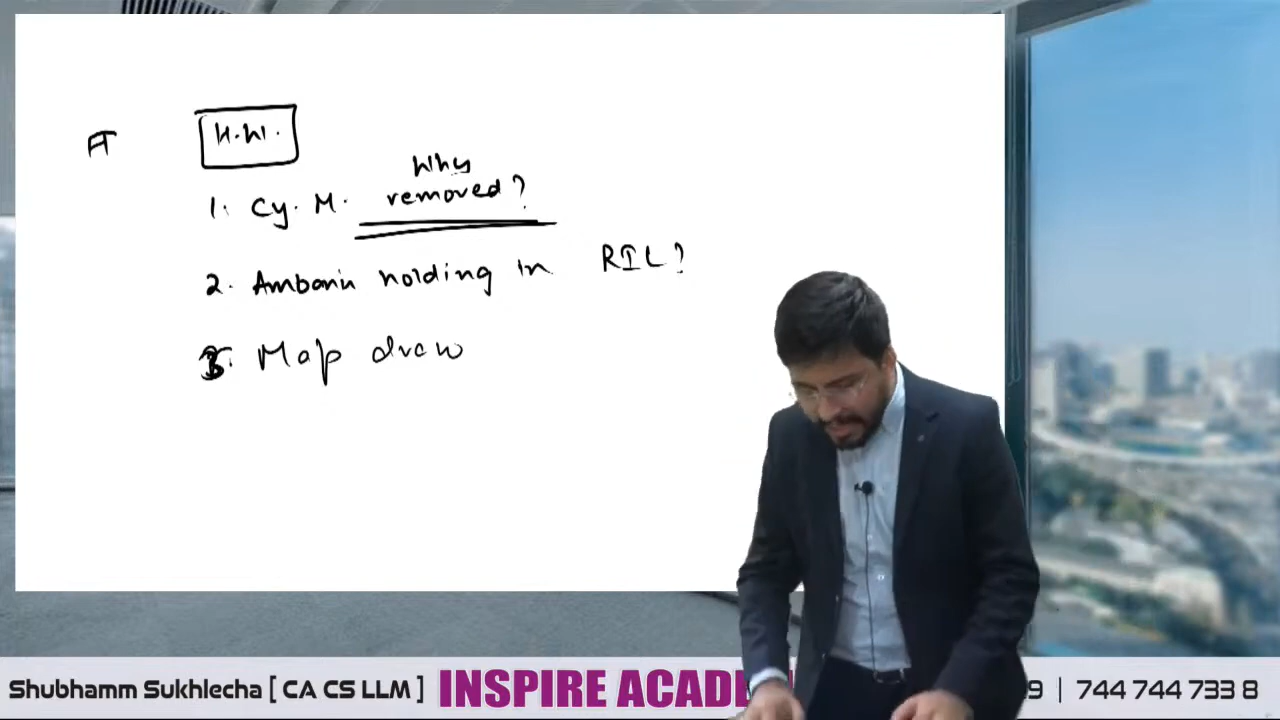 H.W.
Why
1. Cy. M. removed?
2. Ambani holding in RIL?
3. Map draw
Shubhamm Sukhlecha [ CA CS LLM ] INSPIRE ACADE 9 | 744 744 733 8